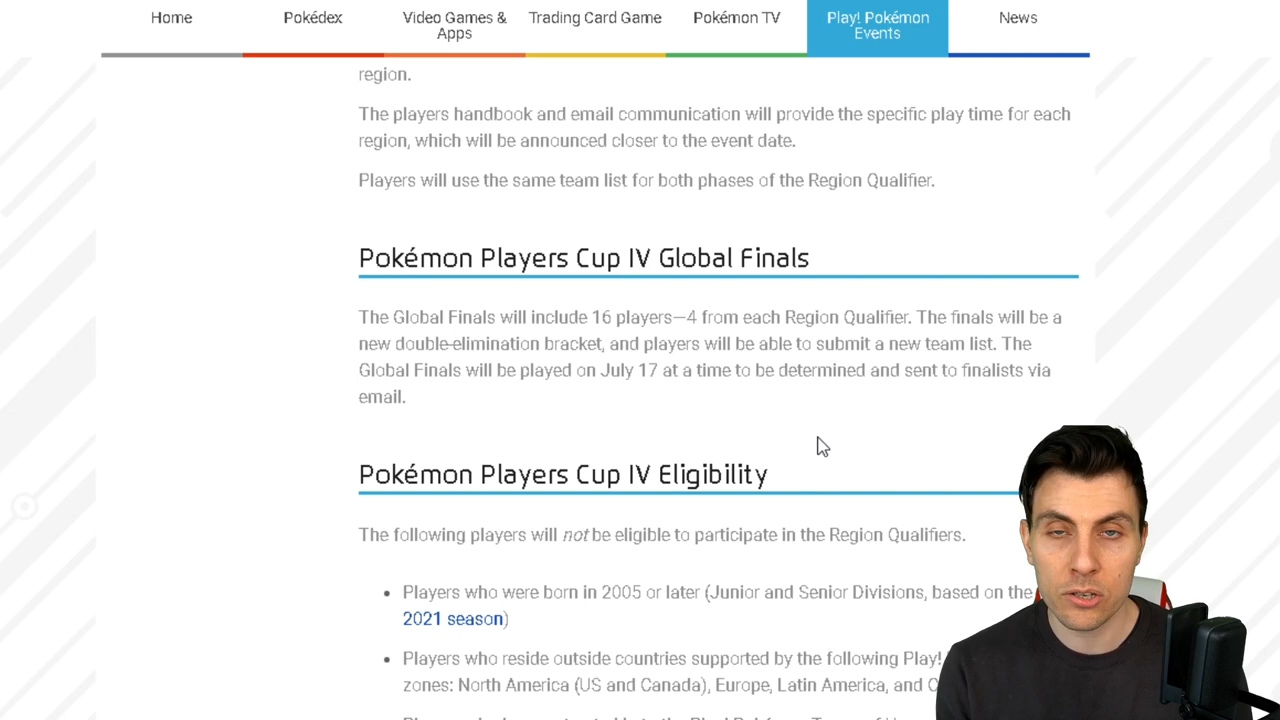 Home
Pokédex
Video Games &
Apps
Trading Card Game
Pokémon TV
Play! Pokémon
Events
News
region.
The players handbook and email communication will provide the specific play time for each
region, which will be announced closer to the event date.
Players will use the same team list for both phases of the Region Qualifier.
Pokémon Players Cup IV Global Finals
The Global Finals will include 16 players—4 from each Region Qualifier. The finals will be a
new double-elimination bracket, and players will be able to submit a new team list. The
Global Finals will be played on July 17 at a time to be determined and sent to finalists via
email.
Pokémon Players Cup IV Eligibility
The following players will not be eligible to participate in the Region Qualifiers.
• Players who were born in 2005 or later (Junior and Senior Divisions, based on the
2021 season)
• Players who reside outside countries supported by the following Play!
zones: North America (US and Canada), Europe, Latin America, and